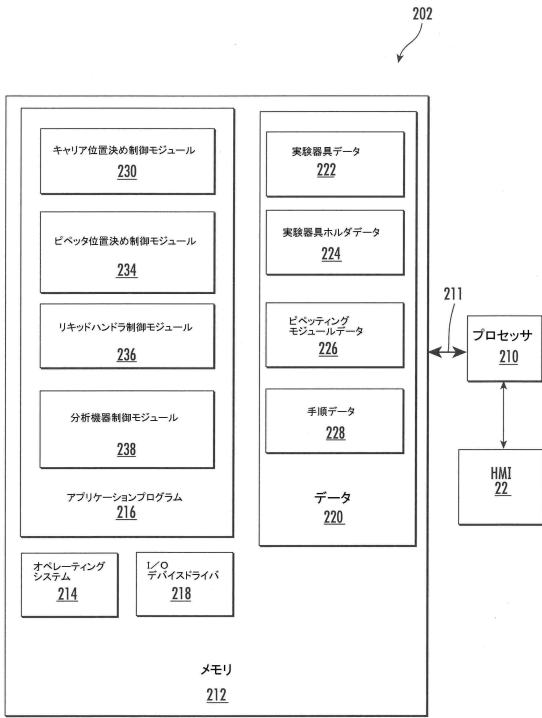 202
キャリア位置決め制御モジュール
230
ピペッタ位置決め制御モジュール
234
リキッドハンドラ制御モジュール
236
分析機器制御モジュール
238
アプリケーションプログラム
216
実験器具データ
222
実験器具ホルダデータ
224
ピペッティング
モジュールデータ
226
手順データ
228
データ
220
オペレーティング
システム
214
I/O
デバイスドライバ
218
メモリ
212
211
プロセッサ
210
HMI
22